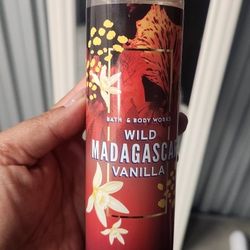 BATH & BODY WORKS
WILD
MADAGASCAR
VANILLA